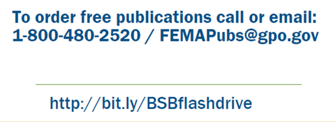 To order free publications call or email:
1-800-480-2520 / FEMAPubs@gpo.gov
http://bit.ly/BSBflashdrive